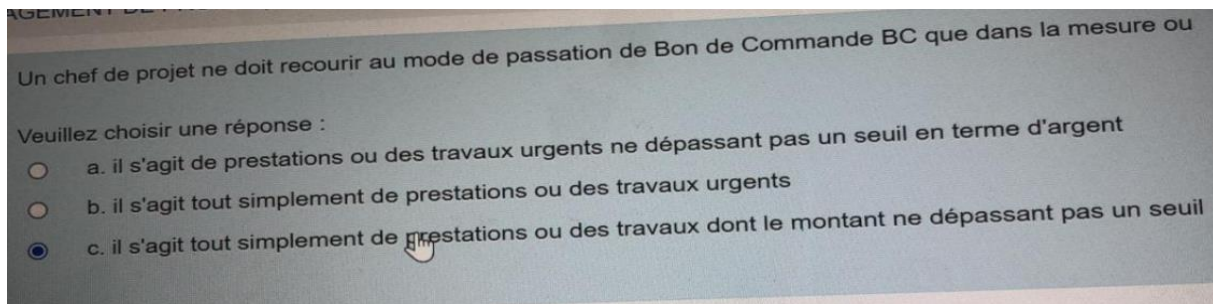 Un chef de projet ne doit recourir au mode de passation de Bon de Commande BC que dans la mesure ou
Veuillez choisir une réponse :
a. il s'agit de prestations ou des travaux urgents ne dépassant pas un seuil en terme d'argent
b. il s'agit tout simplement de prestations ou des travaux urgents
c. il s'agit tout simplement de prestations ou des travaux dont le montant ne dépassant pas un seuil